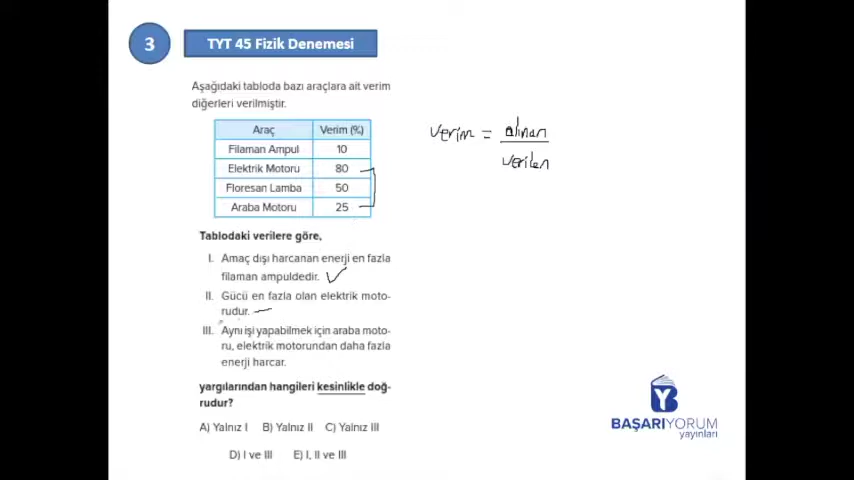 3
TYT 45 Fizik Denemesi
Aşağıdaki tabloda bazı araçlara ait verim
diğerleri verilmiştir.
Araç Verim (%)
Filaman Ampul 10
Elektrik Motoru 80
Floresan Lamba 50
Araba Motoru 25
verim = alınan
verilen
Tablodaki verilere göre,
I. Amaç dışı harcanan enerji en fazla
filaman ampuldedir.
II. Gücü en fazla olan elektrik moto-
rudur.
III. Aynı işi yapabilmek için araba moto-
ru, elektrik motorundan daha fazla
enerji harcar.
yargılarından hangileri kesinlikle doğ-
rudur?
A) Yalnız I B) Yalnız II C) Yalnız III
D) I ve III E) I, II ve III
BAŞARIYORUM
yayınları